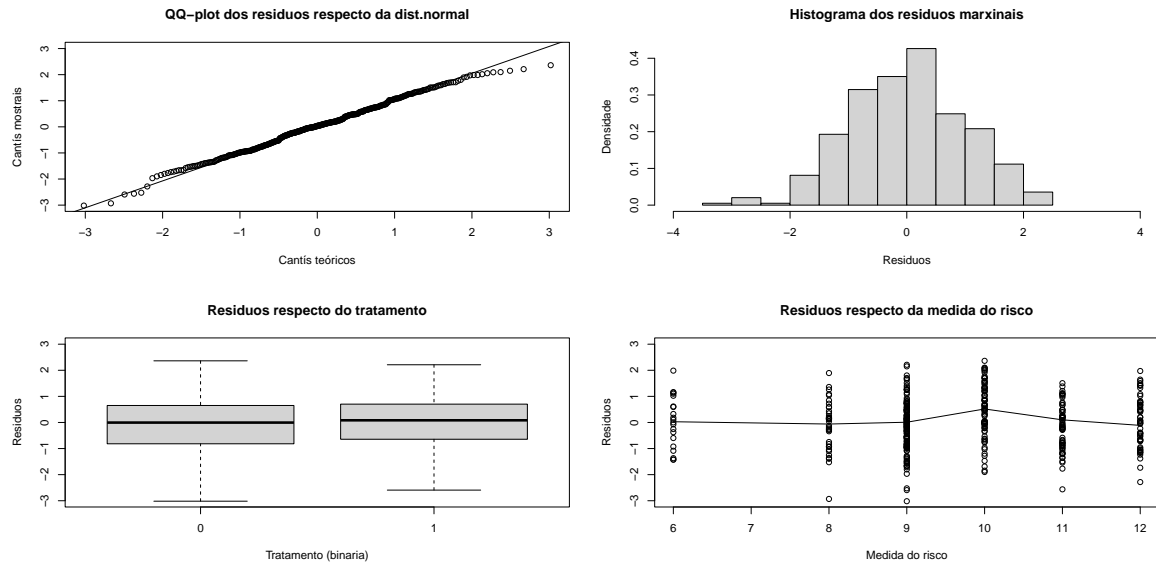 QQ−plot dos residuos respecto da dist.normal
Cantís mostrais
3
2
1
0
−1
−2
−3
−3 −2 −1 0 1 2 3
Cantís teóricos
Histograma dos residuos marxinais
Densidade
0.4
0.3
0.2
0.1
0.0
−4 −2 0 2 4
Residuos
Residuos respecto do tratamento
Residuos
3
2
1
0
−1
−2
−3
0 1
Tratamento (binaria)
Residuos respecto da medida do risco
Residuos
3
2
1
0
−1
−2
−3
6 7 8 9 10 11 12
Medida do risco